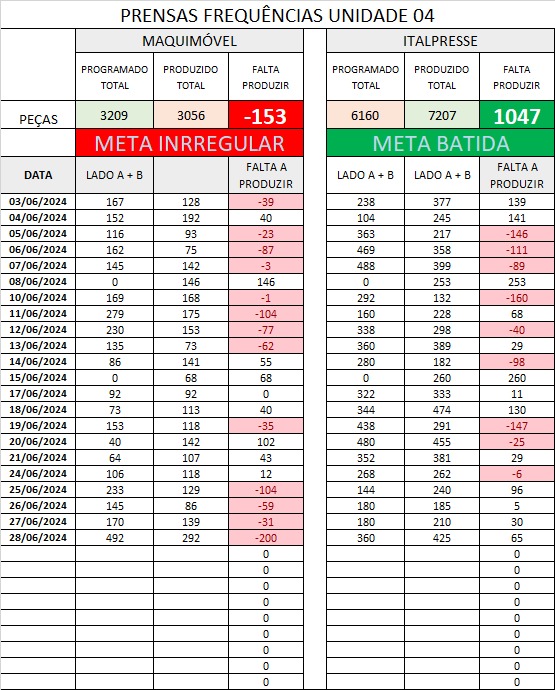 PRENSAS FREQUÊNCIAS UNIDADE 04
MAQUIMÓVEL ITALPRESSE
PROGRAMADO TOTAL PRODUZIDO TOTAL FALTA PRODUZIR PROGRAMADO TOTAL PRODUZIDO TOTAL FALTA PRODUZIR
PEÇAS 3209 3056 -153 6160 7207 1047
META INRREGULAR META BATIDA
DATA LADO A + B FALTA A PRODUZIR LADO A + B LADO A + B FALTA A PRODUZIR
03/06/2024 167 128 -39 238 377 139
04/06/2024 152 192 40 104 245 141
05/06/2024 116 93 -23 363 217 -146
06/06/2024 162 75 -87 469 358 -111
07/06/2024 145 142 -3 488 399 -89
08/06/2024 0 146 146 0 253 253
10/06/2024 169 168 -1 292 132 -160
11/06/2024 279 175 -104 160 228 68
12/06/2024 230 153 -77 338 298 -40
13/06/2024 135 73 -62 360 389 29
14/06/2024 86 141 55 280 182 -98
15/06/2024 0 68 68 0 260 260
17/06/2024 92 92 0 322 333 11
18/06/2024 73 113 40 344 474 130
19/06/2024 153 118 -35 438 291 -147
20/06/2024 40 142 102 480 455 -25
21/06/2024 64 107 43 352 381 29
24/06/2024 106 118 12 268 262 -6
25/06/2024 233 129 -104 144 240 96
26/06/2024 145 86 -59 180 185 5
27/06/2024 170 139 -31 180 210 30
28/06/2024 492 292 -200 360 425 65
0 0
0 0
0 0
0 0
0 0
0 0
0 0
0 0
0 0